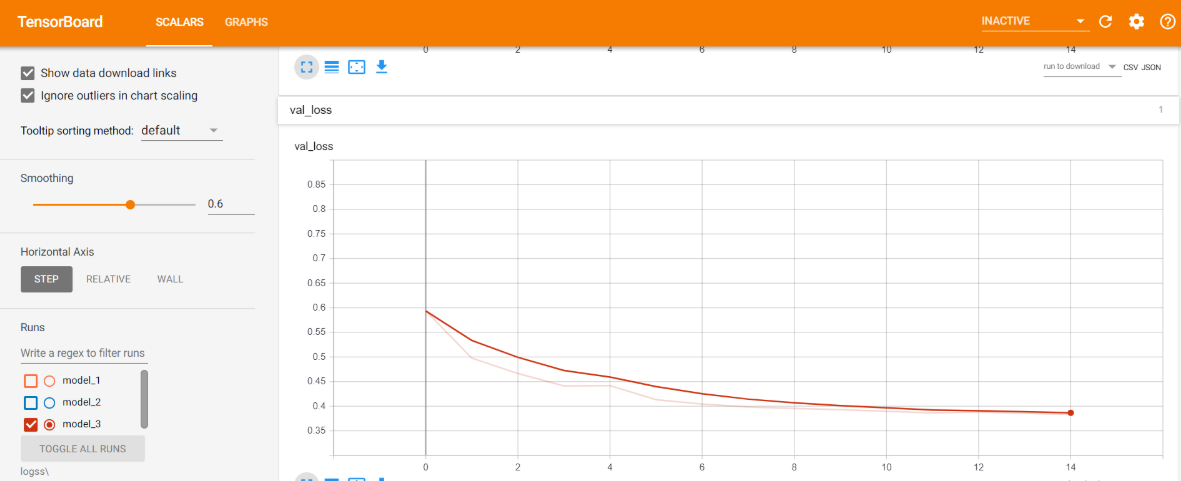 TensorBoard SCALARS GRAPHS INACTIVE
0 2 4 6 8 10 12 14
Show data download links
Ignore outliers in chart scaling
Tooltip sorting method: default
Smoothing
0.6
Horizontal Axis
STEP RELATIVE WALL
Runs
Write a regex to filter runs
model_1
model_2
model_3
TOGGLE ALL RUNS
logss\
run to download CSV JSON
val_loss 1
val_loss
0.85
0.8
0.75
0.7
0.65
0.6
0.55
0.5
0.45
0.4
0.35
0 2 4 6 8 10 12 14